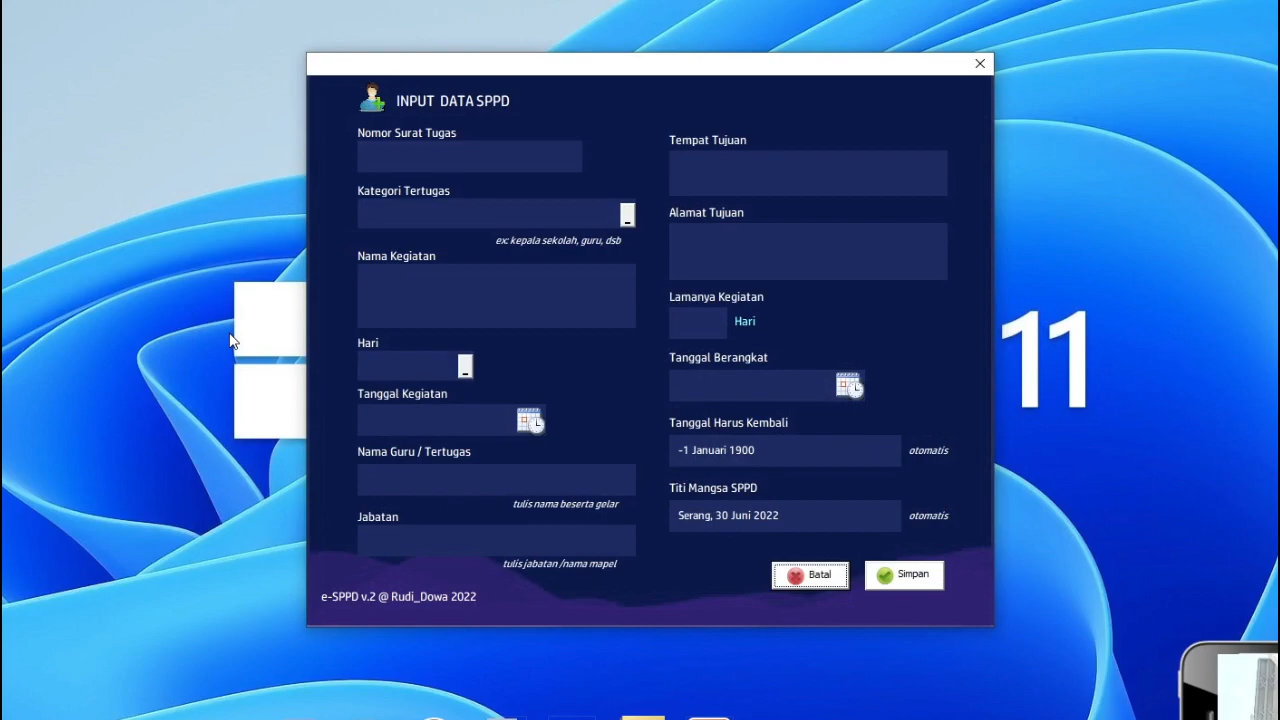 INPUT DATA SPPD
Nomor Surat Tugas
Kategori Tertugas
ex: kepala sekolah, guru, dsb
Nama Kegiatan
Hari
Tanggal Kegiatan
Nama Guru / Tertugas
tulis nama beserta gelar
Jabatan
tulis jabatan /nama mapel
Tempat Tujuan
Alamat Tujuan
Lamanya Kegiatan
Hari
Tanggal Berangkat
Tanggal Harus Kembali
-1 Januari 1900 otomatis
Titi Mangsa SPPD
Serang, 30 Juni 2022 otomatis
Batal Simpan
e-SPPD v.2 @ Rudi_Dowa 2022
11